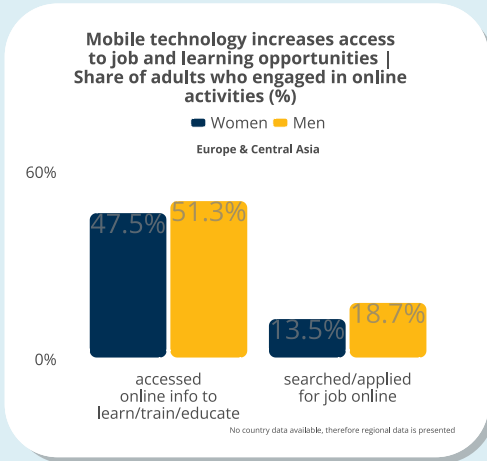 Mobile technology increases access
to job and learning opportunities |
Share of adults who engaged in online
activities (%)
Women Men
Europe & Central Asia
60%
47.5% 51.3%
13.5% 18.7%
0%
accessed
online info to
learn/train/educate
searched/applied
for job online
No country data available, therefore regional data is presented